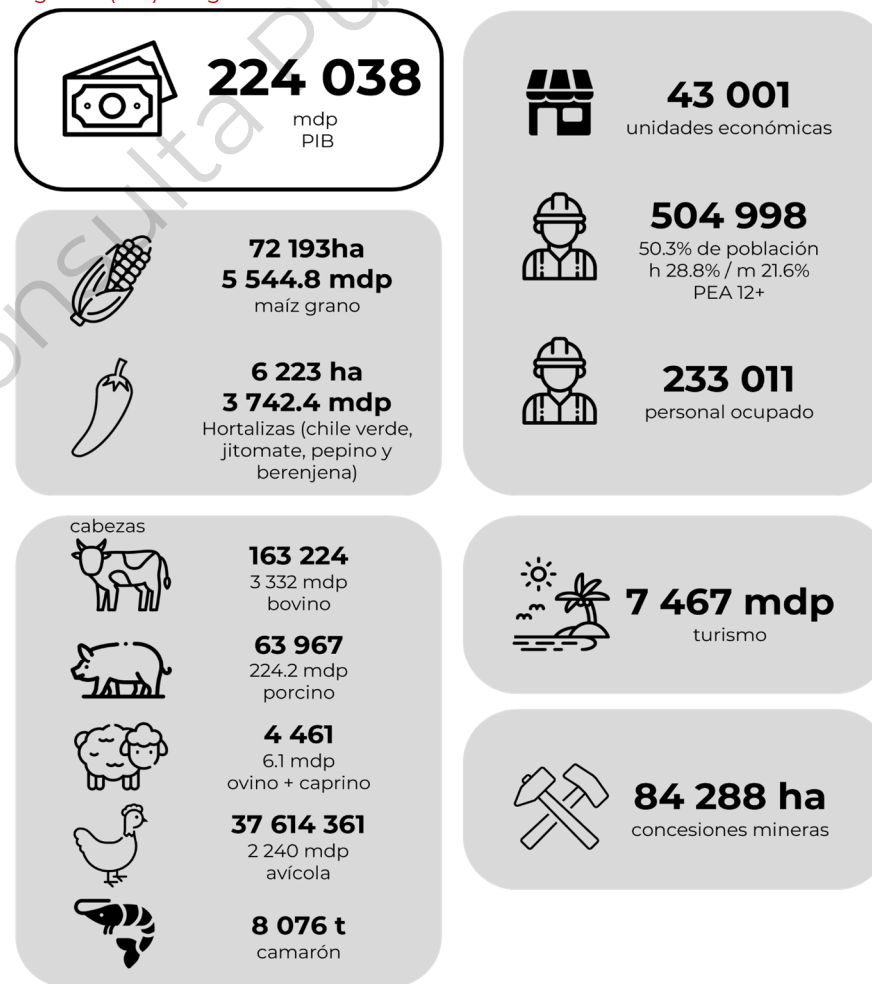 224 038
mdp
PIB
72 193ha
5 544.8 mdp
maíz grano
6 223 ha
3 742.4 mdp
Hortalizas (chile verde,
jitomate, pepino y
berenjena)
cabezas
163 224
3 332 mdp
bovino
63 967
224.2 mdp
porcino
4 461
6.1 mdp
ovino + caprino
37 614 361
2 240 mdp
avícola
8 076 t
camarón
43 001
unidades económicas
504 998
50.3% de población
h 28.8% / m 21.6%
PEA 12+
233 011
personal ocupado
7 467 mdp
turismo
84 288 ha
concesiones mineras